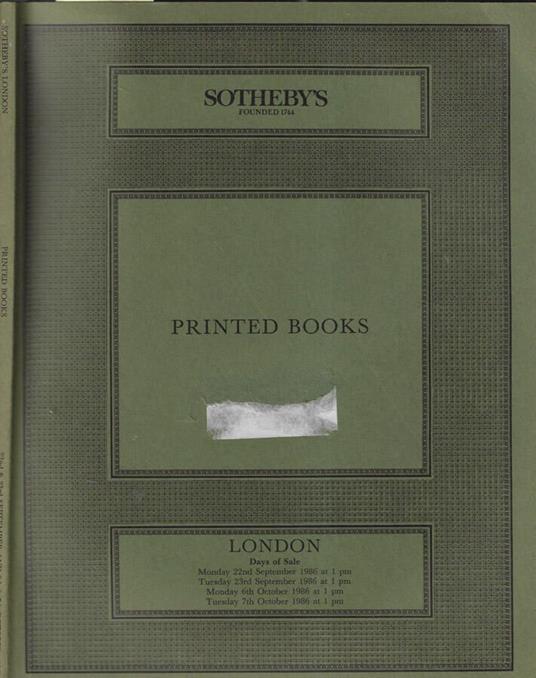 SOTHEBY'S
FOUNDED 1744
PRINTED BOOKS
LONDON
Days of Sale
Monday 22nd September 1986 at 1 pm
Tuesday 23rd September 1986 at 1 pm
Monday 6th October 1986 at 1 pm
Tuesday 7th October 1986 at 1 pm
SOTHEBY'S LONDON
PRINTED BOOKS